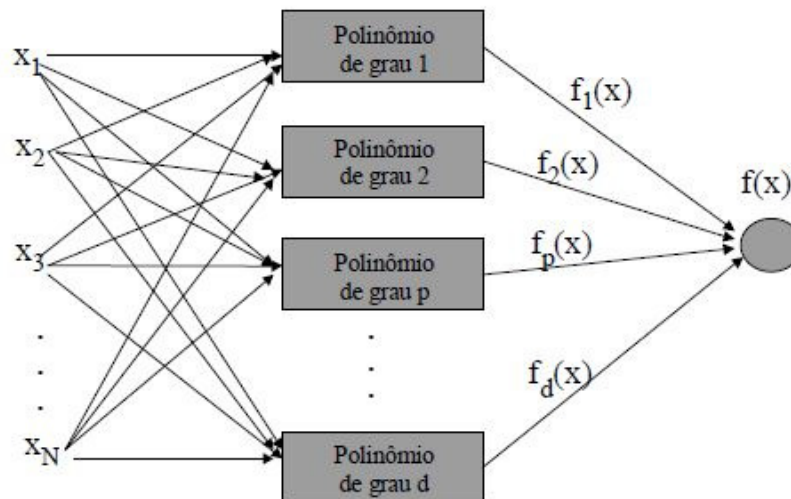 x1
x2
x3
.
.
.
xN
Polinômio
de grau 1
Polinômio
de grau 2
Polinômio
de grau p
.
.
.
Polinômio
de grau d
f1(x)
f2(x)
fp(x)
fd(x)
f(x)